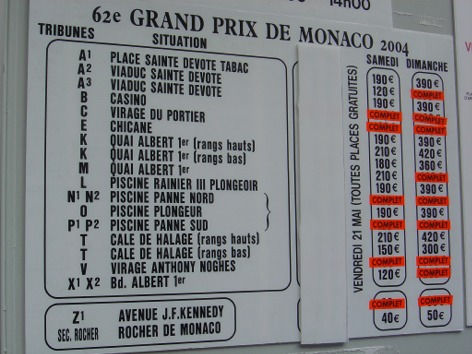 14h00
62e GRAND PRIX DE MONACO 2004
TRIBUNES SITUATION SAMEDI DIMANCHE
A1 PLACE SAINTE DEVOTE TABAC 190€ 390€
A2 VIADUC SAINTE DEVOTE 120€ COMPLET
A3 VIADUC SAINTE DEVOTE 190€ 390€
B CASINO COMPLET COMPLET
C VIRAGE DU PORTIER COMPLET COMPLET
E CHICANE 190€ 390€
K QUAI ALBERT 1er (rangs hauts) 210€ 420€
K QUAI ALBERT 1er (rangs bas) 180€ 360€
M QUAI ALBERT 1er 210€ COMPLET
L PISCINE RAINIER III PLONGEOIR 190€ 390€
N1 N2 PISCINE PANNE NORD COMPLET COMPLET
O PISCINE PLONGEUR 190€ 390€
P1 P2 PISCINE PANNE SUD COMPLET COMPLET
T CALE DE HALAGE (rangs hauts) 210€ 420€
T CALE DE HALAGE (rangs bas) 150€ 300€
V VIRAGE ANTHONY NOGHES COMPLET COMPLET
X1 X2 Bd. ALBERT 1er 120€ COMPLET
VENDREDI 21 MAI (TOUTES PLACES GRATUITES)
Z1 AVENUE J.F.KENNEDY COMPLET COMPLET
SEC. ROCHER ROCHER DE MONACO 40€ 50€